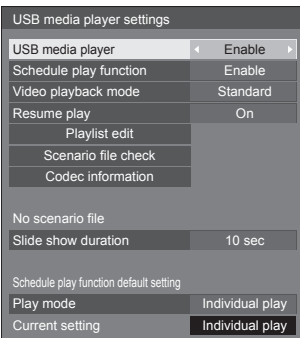 USB media player settings
USB media player Enable
Schedule play function Enable
Video playback mode Standard
Resume play On
Playlist edit
Scenario file check
Codec information
No scenario file
Slide show duration 10 sec
Schedule play function default setting
Play mode Individual play
Current setting Individual play